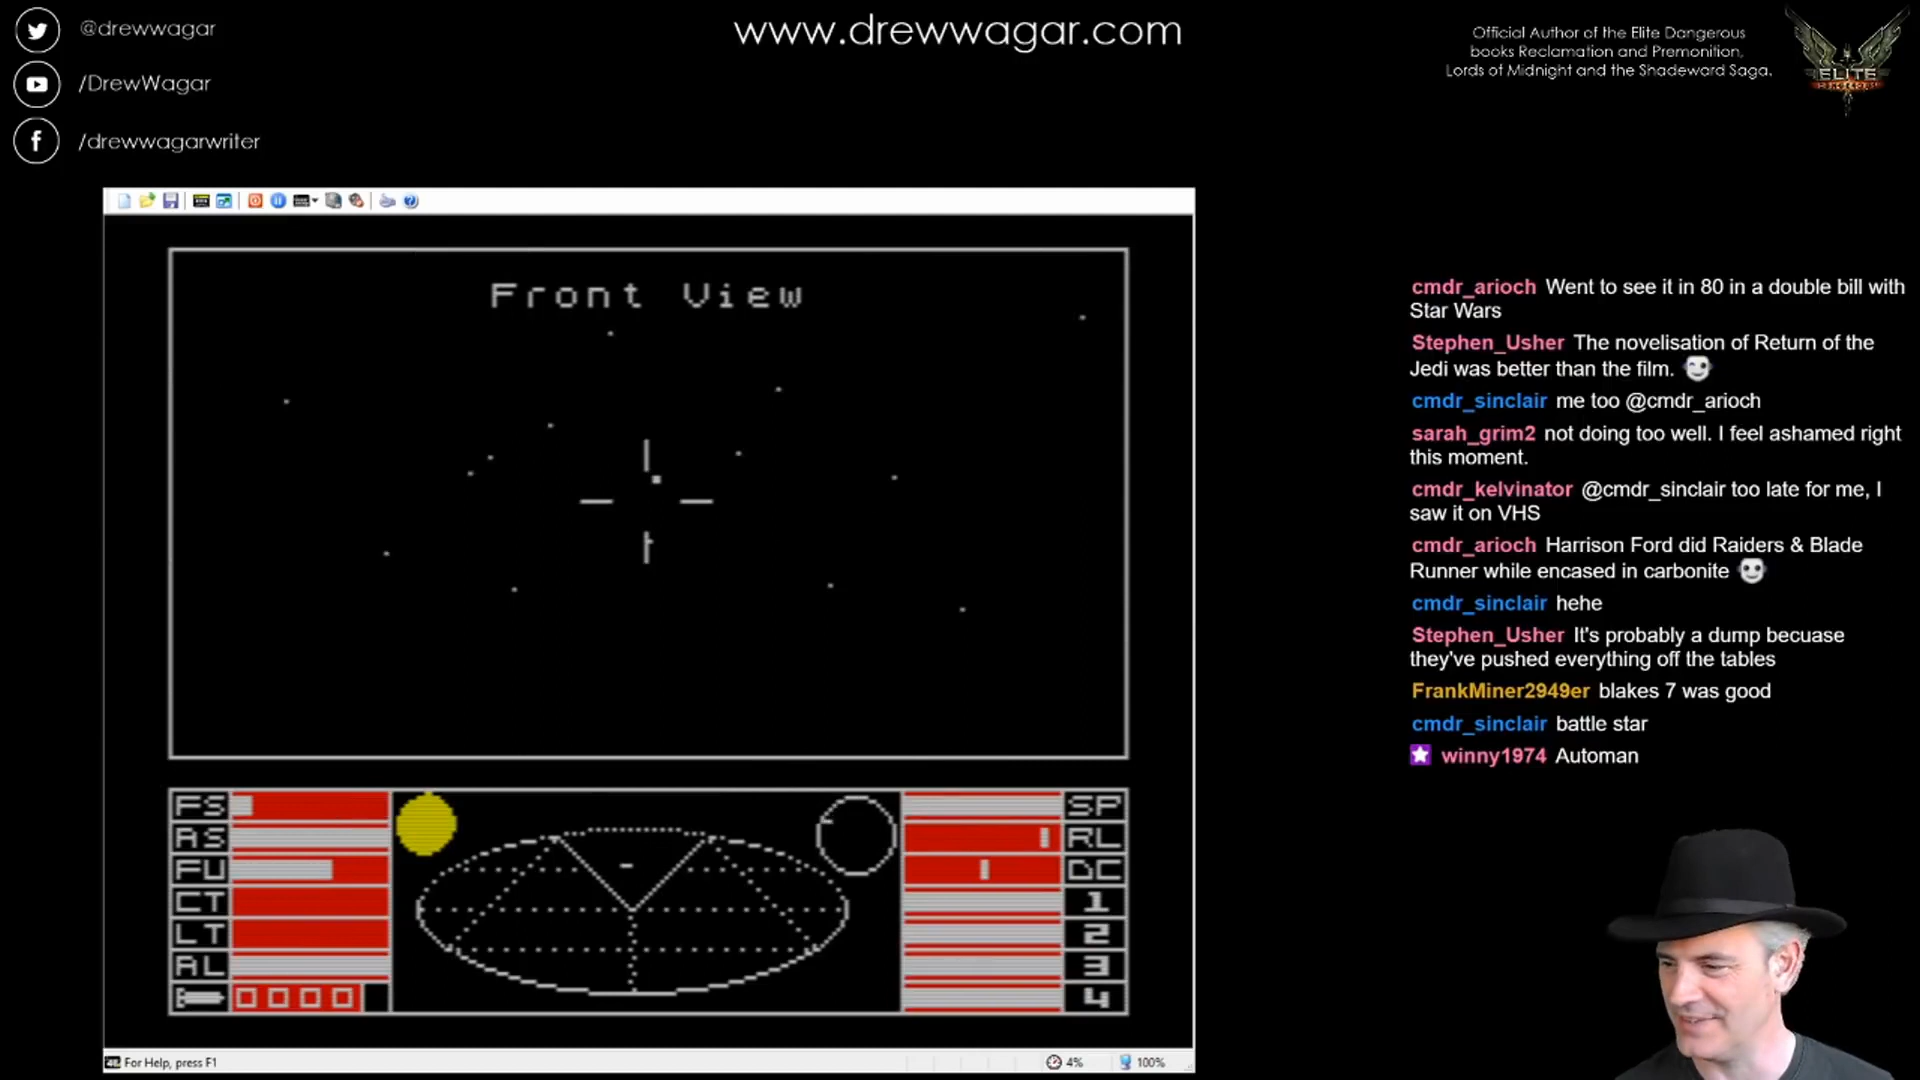 @drewwagar
/DrewWagar
/drewwagarwriter
www.drewwagar.com
Official Author of the Elite Dangerous
books Reclamation and Premonition,
Lords of Midnight and the Shadeward Saga.
ELITE
Front View
FS
AS
FU
CT
LT
AL
SP
RL
DC
1
2
3
4
For Help, press F1
4%
100%
cmdr_arioch Went to see it in 80 in a double bill with
Star Wars
Stephen_Usher The novelisation of Return of the
Jedi was better than the film.
cmdr_sinclair me too @cmdr_arioch
sarah_grim2 not doing too well. I feel ashamed right
this moment.
cmdr_kelvinator @cmdr_sinclair too late for me, I
saw it on VHS
cmdr_arioch Harrison Ford did Raiders & Blade
Runner while encased in carbonite
cmdr_sinclair hehe
Stephen_Usher It's probably a dump becuase
they've pushed everything off the tables
FrankMiner2949er blakes 7 was good
cmdr_sinclair battle star
winny1974 Automan